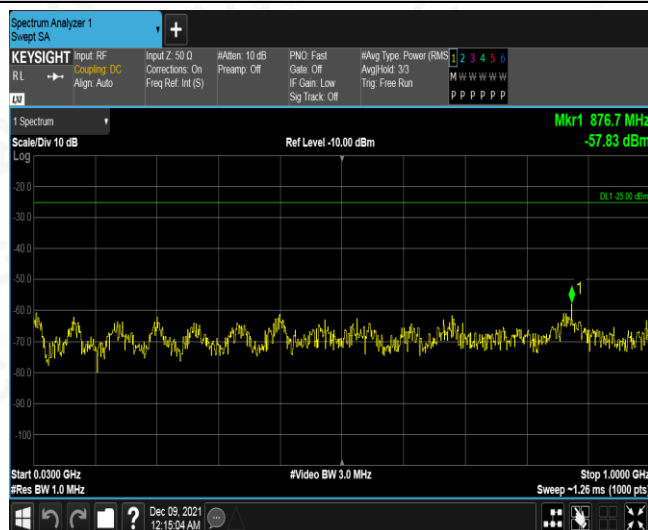 Spectrum Analyzer 1
Swept SA
KEYSIGHT
RL
LXI
Input: RF
Coupling: DC
Align: Auto
Input Z: 50 Ω
Corrections: On
Freq Ref: Int (S)
#Atten: 10 dB
Preamp: Off
PNO: Fast
Gate: Off
IF Gain: Low
Sig Track: Off
#Avg Type: Power (RMS
Avg|Hold: 3/3
Trig: Free Run
1 2 3 4 5 6
M W W W W W
P P P P P P
1 Spectrum
Scale/Div 10 dB
Log
Ref Level -10.00 dBm
Mkr1 876.7 MHz
-57.83 dBm
DL1 -25.00 dBm
1
-20.0
-30.0
-40.0
-50.0
-60.0
-70.0
-80.0
-90.0
-100
Start 0.0300 GHz
#Res BW 1.0 MHz
#Video BW 3.0 MHz
Stop 1.0000 GHz
Sweep ~1.26 ms (1000 pts)
?
Dec 09, 2021
12:15:04 AM